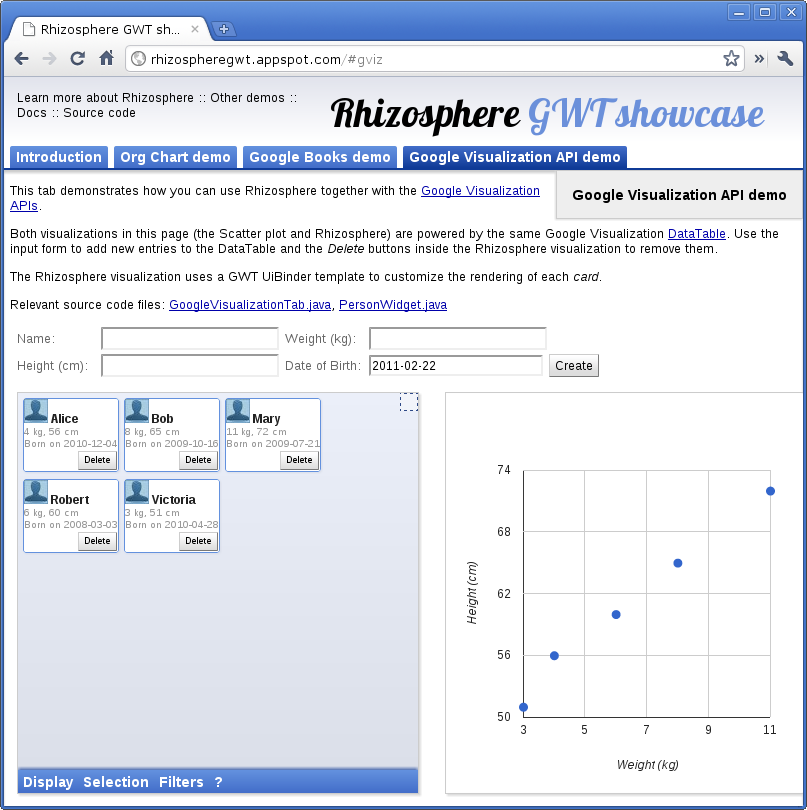 Rhizosphere GWT sh...
rhizospheregwt.appspot.com/#gviz
Learn more about Rhizosphere :: Other demos ::
Docs :: Source code
Rhizosphere GWT showcase
Introduction
Org Chart demo
Google Books demo
Google Visualization API demo
This tab demonstrates how you can use Rhizosphere together with the Google Visualization
APIs.
Google Visualization API demo
Both visualizations in this page (the Scatter plot and Rhizosphere) are powered by the same Google Visualization DataTable. Use the
input form to add new entries to the DataTable and the Delete buttons inside the Rhizosphere visualization to remove them.
The Rhizosphere visualization uses a GWT UiBinder template to customize the rendering of each card.
Relevant source code files: GoogleVisualizationTab.java, PersonWidget.java
Name:
Weight (kg):
Height (cm):
Date of Birth:
2011-02-22
Create
Alice
4 kg, 56 cm
Born on 2010-12-04
Delete
Bob
8 kg, 65 cm
Born on 2009-10-16
Delete
Mary
11 kg, 72 cm
Born on 2009-07-21
Delete
Robert
6 kg, 60 cm
Born on 2008-03-03
Delete
Victoria
3 kg, 51 cm
Born on 2010-04-28
Delete
Display Selection Filters ?
74
68
62
56
50
Height (cm)
3 5 7 9 11
Weight (kg)